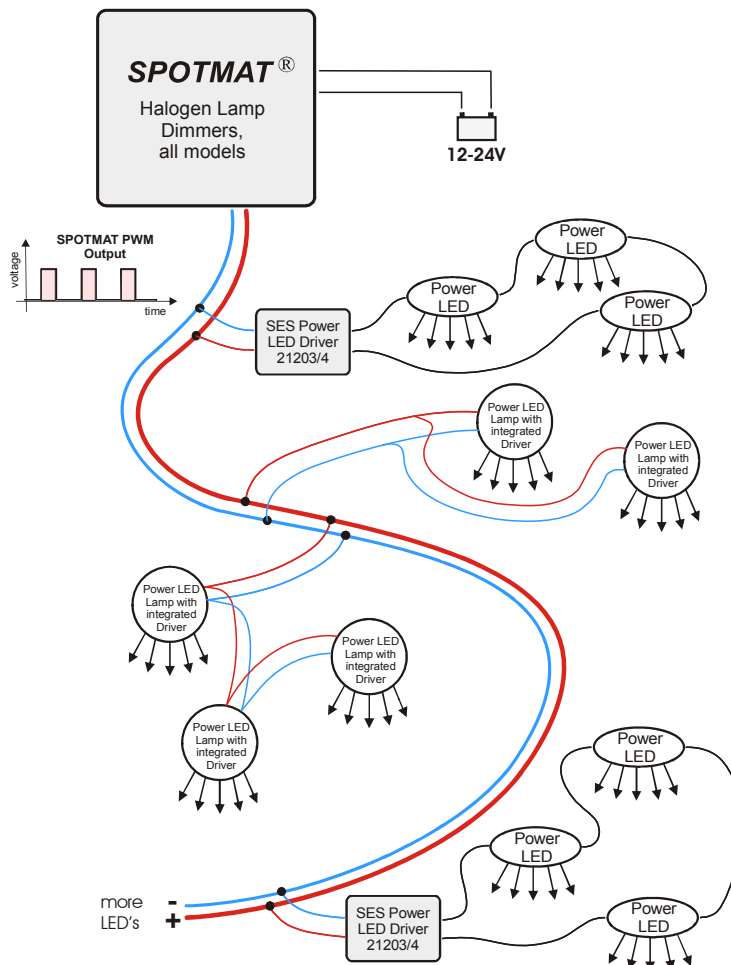 SPOTMAT ®
Halogen Lamp
Dimmers,
all models
12-24V
SPOTMAT PWM
Output
voltage
time
Power
LED
Power
LED
Power
LED
SES Power
LED Driver
21203/4
Power LED
Lamp with
integrated
Driver
Power LED
Lamp with
integrated
Driver
Power LED
Lamp with
integrated
Driver
Power LED
Lamp with
integrated
Driver
Power LED
Lamp with
integrated
Driver
Power
LED
Power
LED
Power
LED
more -
LED's +
SES Power
LED Driver
21203/4